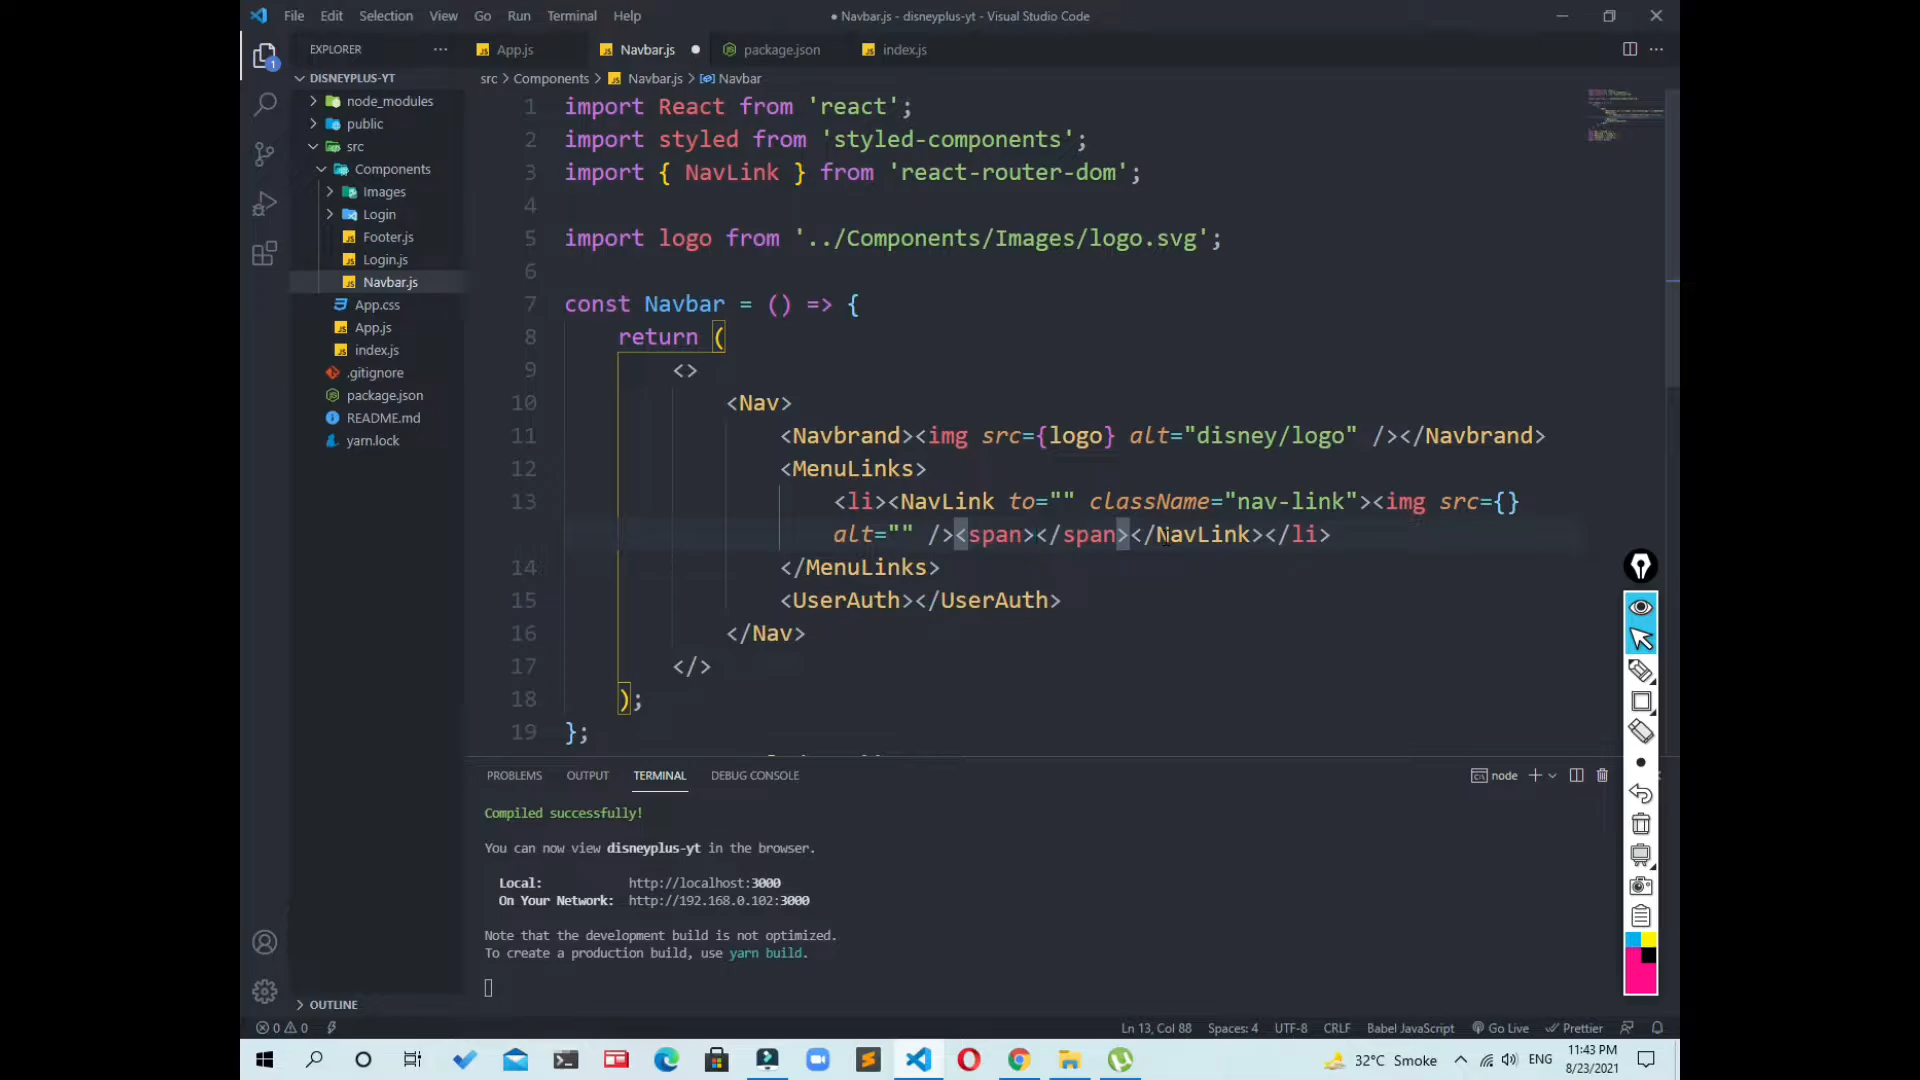 File Edit Selection View Go Run Terminal Help
● Navbar.js - disneyplus-yt - Visual Studio Code
EXPLORER
App.js
Navbar.js
package.json
index.js
1
DISNEYPLUS-YT
src > Components > Navbar.js > Navbar
node_modules
public
src
Components
Images
Login
Footer.js
Login.js
Navbar.js
App.css
App.js
index.js
.gitignore
package.json
README.md
yarn.lock
OUTLINE
1 import React from 'react';
2 import styled from 'styled-components';
3 import { NavLink } from 'react-router-dom';
4
5 import logo from '../Components/Images/logo.svg';
6
7 const Navbar = () => {
8 return (
9 <>
10 <Nav>
11 <Navbrand><img src={logo} alt="disney/logo" /></Navbrand>
12 <MenuLinks>
13 <li><NavLink to="" className="nav-link"><img src={}
alt="" /><span></span></NavLink></li>
14 </MenuLinks>
15 <UserAuth></UserAuth>
16 </Nav>
17 </>
18 );
19 };
PROBLEMS OUTPUT TERMINAL DEBUG CONSOLE
node
Compiled successfully!
You can now view disneyplus-yt in the browser.
Local: http://localhost:3000
On Your Network: http://192.168.0.102:3000
Note that the development build is not optimized.
To create a production build, use yarn build.
0 0
Ln 13, Col 88 Spaces: 4 UTF-8 CRLF Babel JavaScript Go Live Prettier
32°C Smoke
ENG
11:43 PM
8/23/2021